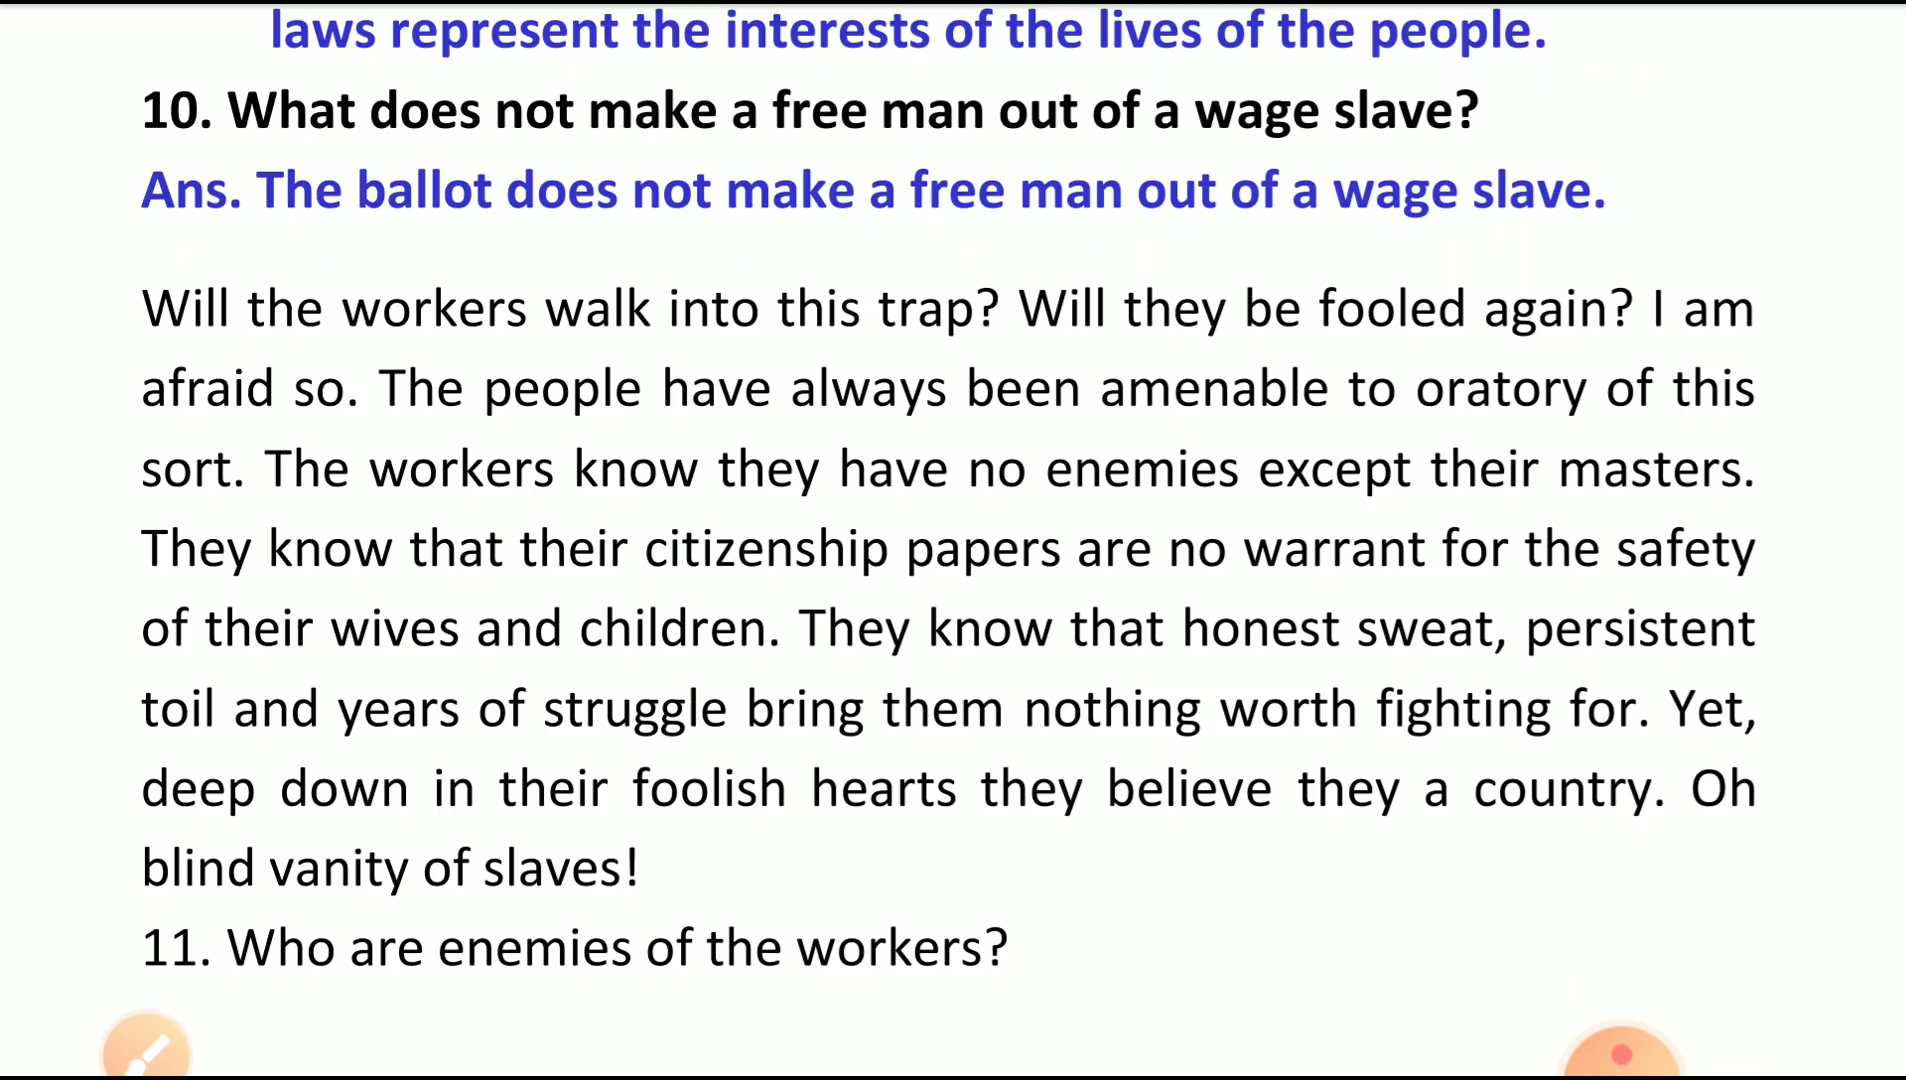 laws represent the interests of the lives of the people.
10. What does not make a free man out of a wage slave?
Ans. The ballot does not make a free man out of a wage slave.
Will the workers walk into this trap? Will they be fooled again? I am
afraid so. The people have always been amenable to oratory of this
sort. The workers know they have no enemies except their masters.
They know that their citizenship papers are no warrant for the safety
of their wives and children. They know that honest sweat, persistent
toil and years of struggle bring them nothing worth fighting for. Yet,
deep down in their foolish hearts they believe they a country. Oh
blind vanity of slaves!
11. Who are enemies of the workers?